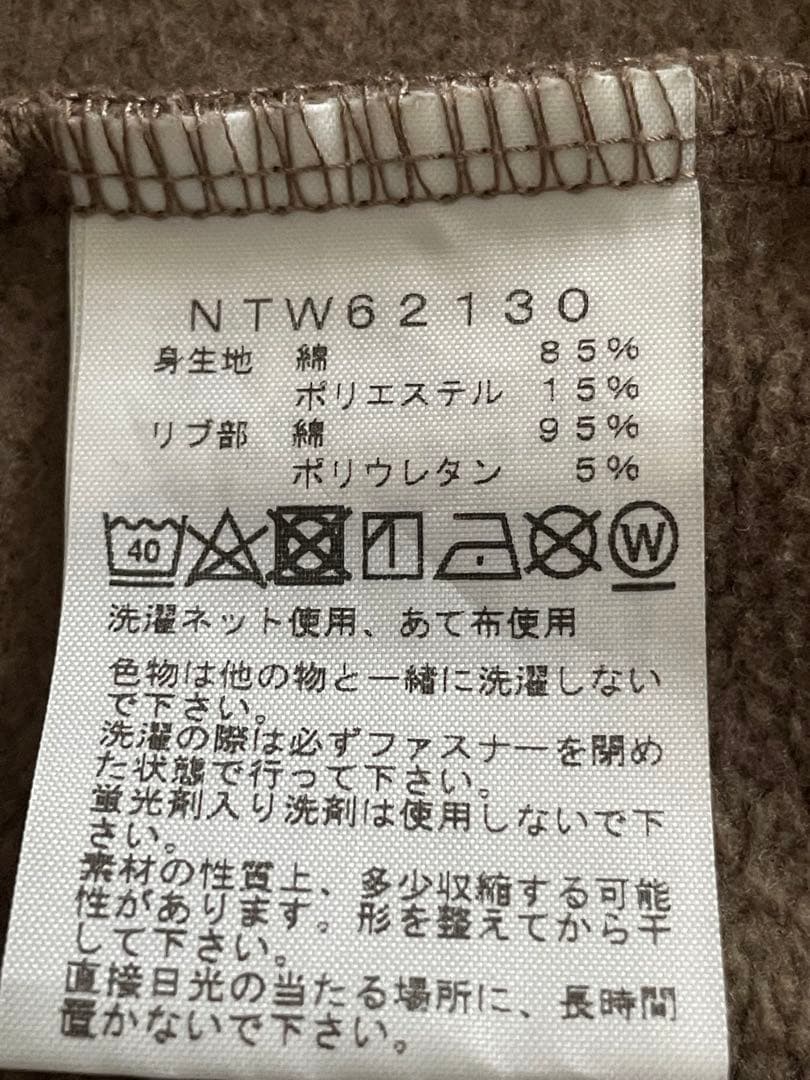 NTW62130
身生地 綿 85%
ポリエステル 15%
リブ部 綿 95%
ポリウレタン 5%
40 W
洗濯ネット使用、あて布使用
色物は他の物と一緒に洗濯しない
で下さい。
洗濯の際は必ずファスナーを閉め
た状態で行って下さい。
蛍光剤入り洗剤は使用しないで下
さい。
素材の性質上、多少収縮する可能
性があります。形を整えてから干
して下さい。
直接日光の当たる場所に、長時間
置かないで下さい。